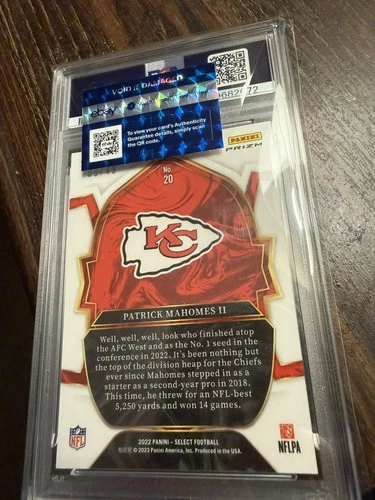 VOID IF DAMAGED
ebay
To view your card's Authenticity
Guarantee details, simply scan
the QR code.
PANINI
PRIZM
No.
20
KC
PATRICK MAHOMES II
Well, well, well, look who finished atop
the AFC West and as the No. 1 seed in the
conference in 2022. It's been nothing but
the top of the division heap for the Chiefs
ever since Mahomes stepped in as a
starter as a second-year pro in 2018.
This time, he threw for an NFL-best
5,250 yards and won 14 games.
NFL
2022 PANINI – SELECT FOOTBALL
© 2023 Panini America, Inc. Produced in the USA.
NFLPA